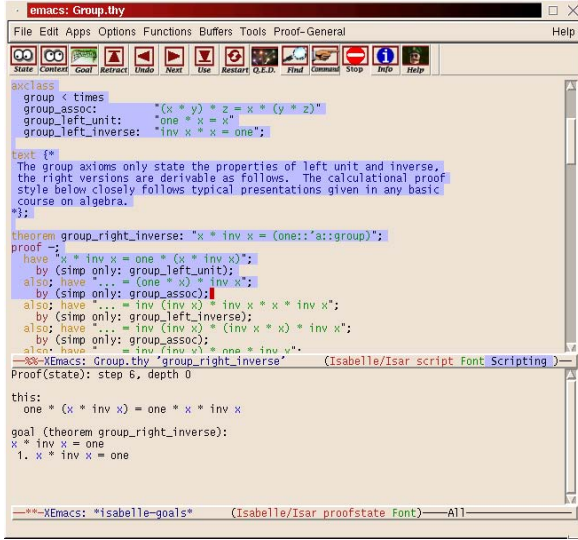 emacs: Group.thy
File Edit Apps Options Functions Buffers Tools Proof-General Help
State Context Goal Retract Undo Next Use Restart Q.E.D. Find Command Stop Info Help
axclass
group < times
group_assoc: "(x * y) * z = x * (y * z)"
group_left_unit: "one * x = x"
group_left_inverse: "inv x * x = one";
text {*
The group axioms only state the properties of left unit and inverse,
the right versions are derivable as follows. The calculational proof
style below closely follows typical presentations given in any basic
course on algebra.
*};
theorem group_right_inverse: "x * inv x = (one::'a::group)";
proof -;
have "x * inv x = one * (x * inv x)";
by (simp only: group_left_unit);
also; have "... = (one * x) * inv x";
by (simp only: group_assoc);
also; have "... = inv (inv x) * inv x * x * inv x";
by (simp only: group_left_inverse);
also; have "... = inv (inv x) * (inv x * x) * inv x";
by (simp only: group_assoc);
also; have "... = inv (inv x) * one * inv x";
--%%-XEmacs: Group.thy 'group_right_inverse' (Isabelle/Isar script Font Scripting )--
Proof(state): step 6, depth 0
this:
one * (x * inv x) = one * x * inv x
goal (theorem group_right_inverse):
x * inv x = one
1. x * inv x = one
--**-XEmacs: *isabelle-goals* (Isabelle/Isar proofstate Font)----All----